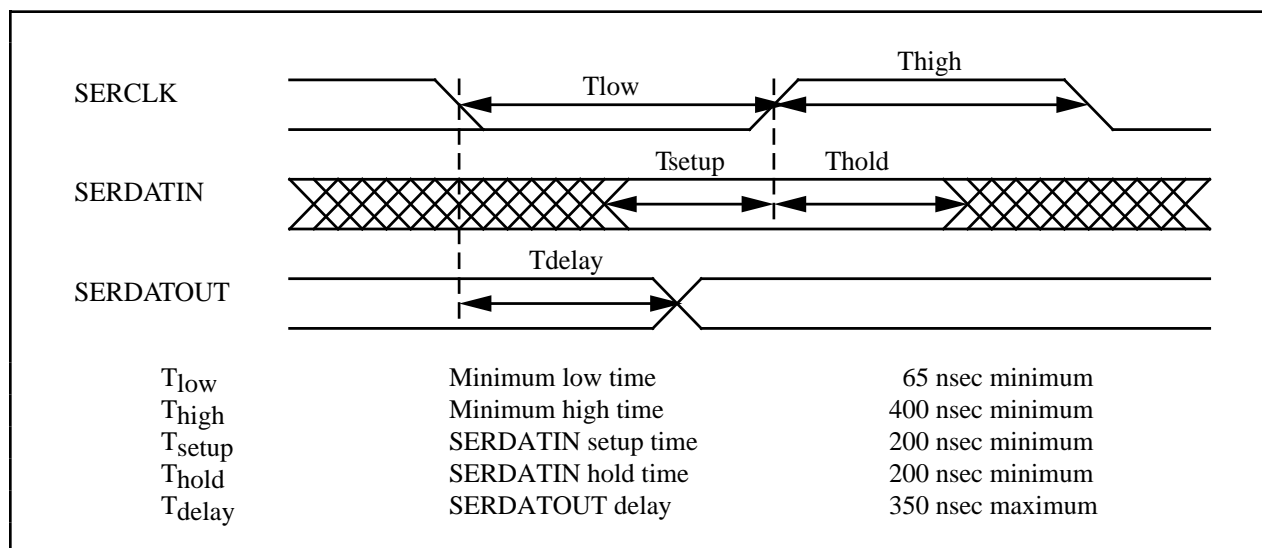 Thigh
SERCLK
Tlow
Tsetup
Thold
SERDATIN
Tdelay
SERDATOUT
Tlow Minimum low time 65 nsec minimum
Thigh Minimum high time 400 nsec minimum
Tsetup SERDATIN setup time 200 nsec minimum
Thold SERDATIN hold time 200 nsec minimum
Tdelay SERDATOUT delay 350 nsec maximum